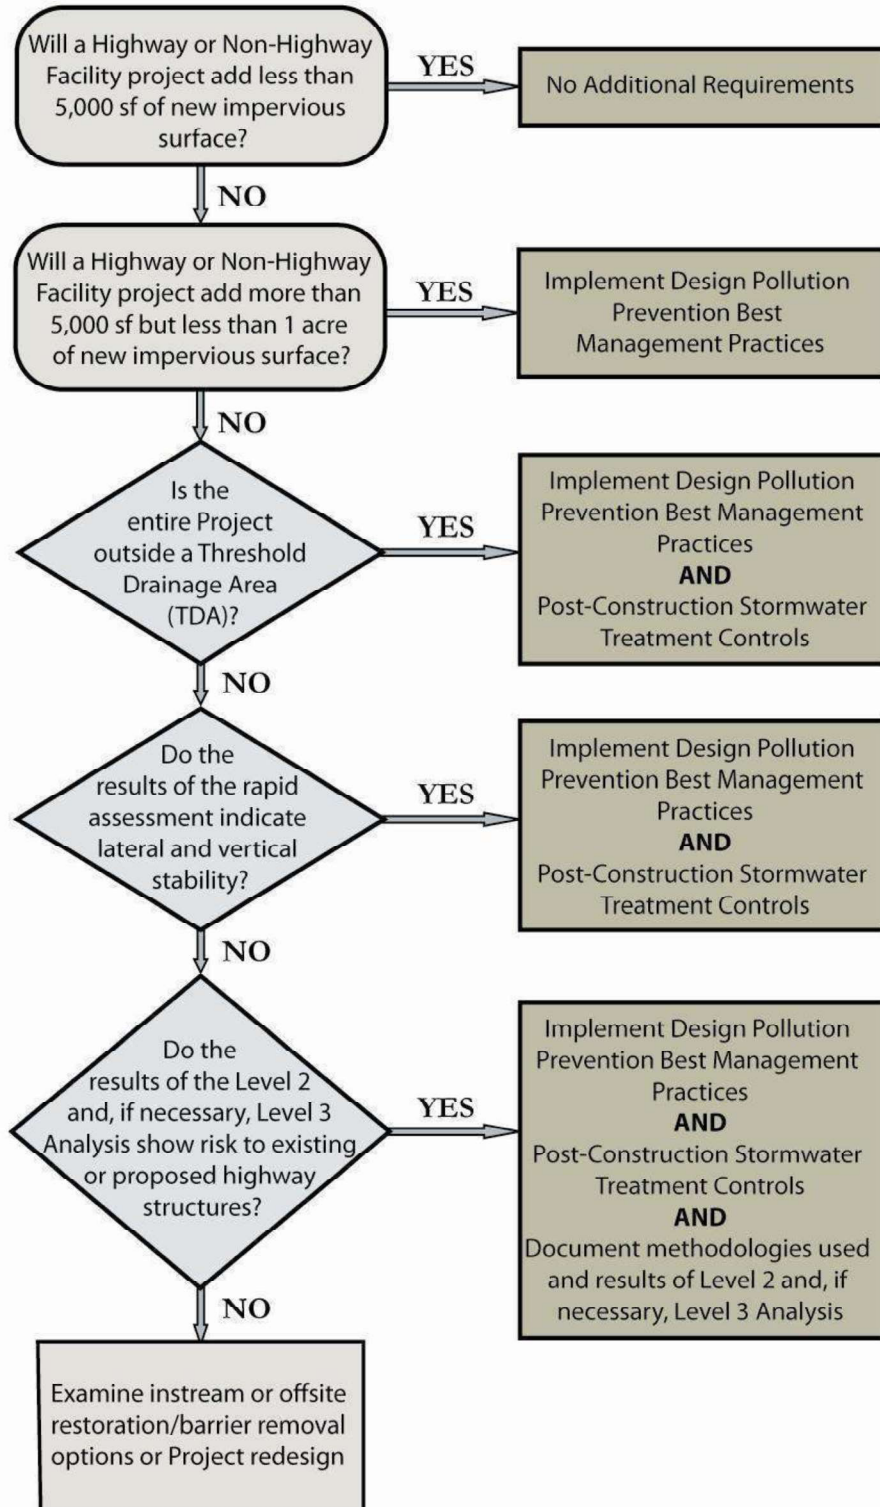 Will a Highway or Non-Highway
Facility project add less than
5,000 sf of new impervious
surface?
YES
No Additional Requirements
NO
Will a Highway or Non-Highway
Facility project add more than
5,000 sf but less than 1 acre
of new impervious surface?
YES
Implement Design Pollution
Prevention Best
Management Practices
NO
Is the
entire Project
outside a Threshold
Drainage Area
(TDA)?
YES
Implement Design Pollution
Prevention Best Management
Practices
AND
Post-Construction Stormwater
Treatment Controls
NO
Do the
results of the rapid
assessment indicate
lateral and vertical
stability?
YES
Implement Design Pollution
Prevention Best Management
Practices
AND
Post-Construction Stormwater
Treatment Controls
NO
Do the
results of the Level 2
and, if necessary, Level 3
Analysis show risk to existing
or proposed highway
structures?
YES
Implement Design Pollution
Prevention Best Management
Practices
AND
Post-Construction Stormwater
Treatment Controls
AND
Document methodologies used
and results of Level 2 and, if
necessary, Level 3 Analysis
NO
Examine instream or offsite
restoration/barrier removal
options or Project redesign